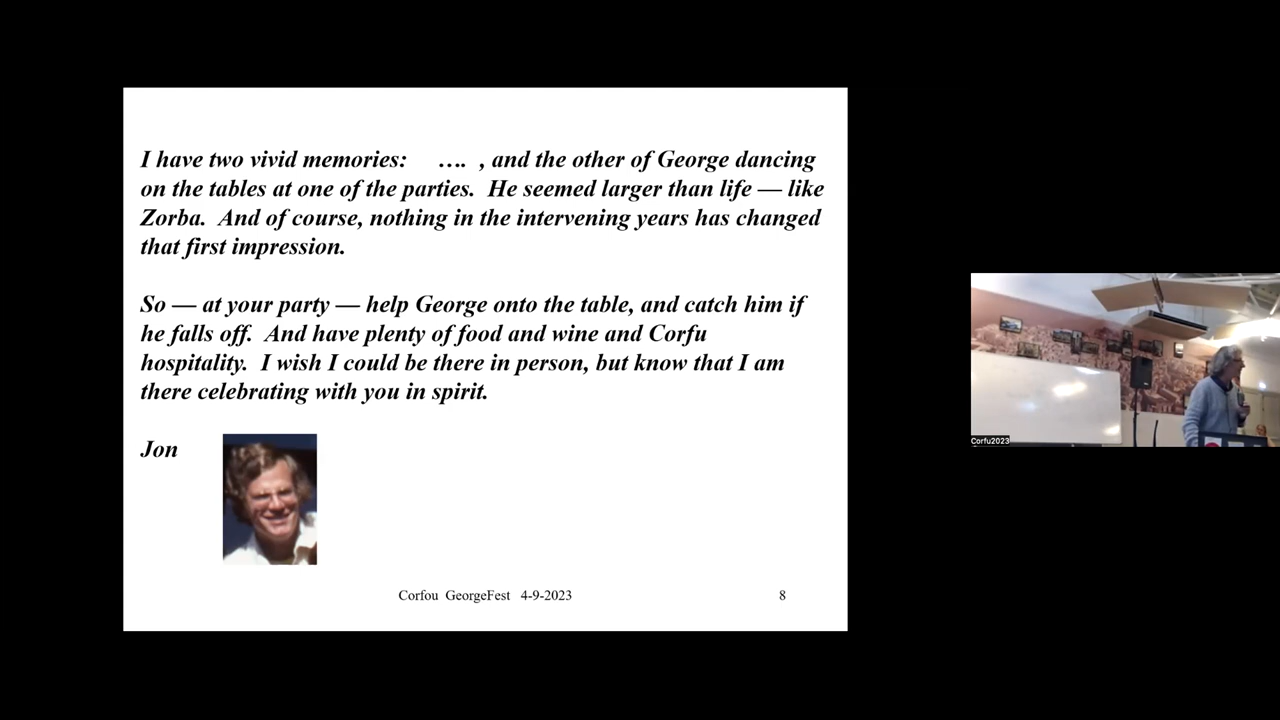 I have two vivid memories: …. , and the other of George dancing
on the tables at one of the parties. He seemed larger than life — like
Zorba. And of course, nothing in the intervening years has changed
that first impression.
So — at your party — help George onto the table, and catch him if
he falls off. And have plenty of food and wine and Corfu
hospitality. I wish I could be there in person, but know that I am
there celebrating with you in spirit.
Jon
Corfou GeorgeFest 4-9-2023
8
Corfu2023